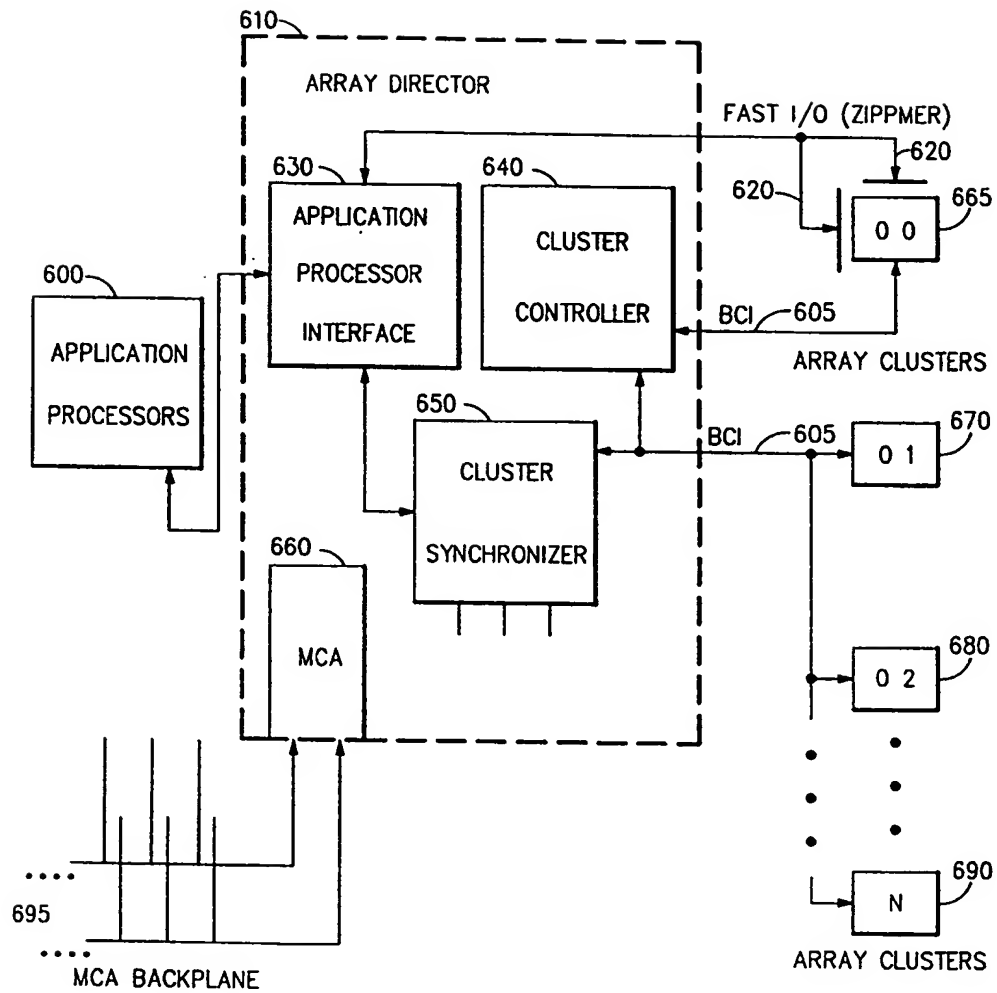 610
ARRAY DIRECTOR
FAST I/O (ZIPPMER)
620
630
640
620
665
APPLICATION
PROCESSOR
INTERFACE
CLUSTER
CONTROLLER
0 0
600
APPLICATION
PROCESSORS
BCI
605
ARRAY CLUSTERS
650
BCI
605
670
CLUSTER
SYNCHRONIZER
0 1
660
MCA
680
0 2
695
MCA BACKPLANE
690
N
ARRAY CLUSTERS